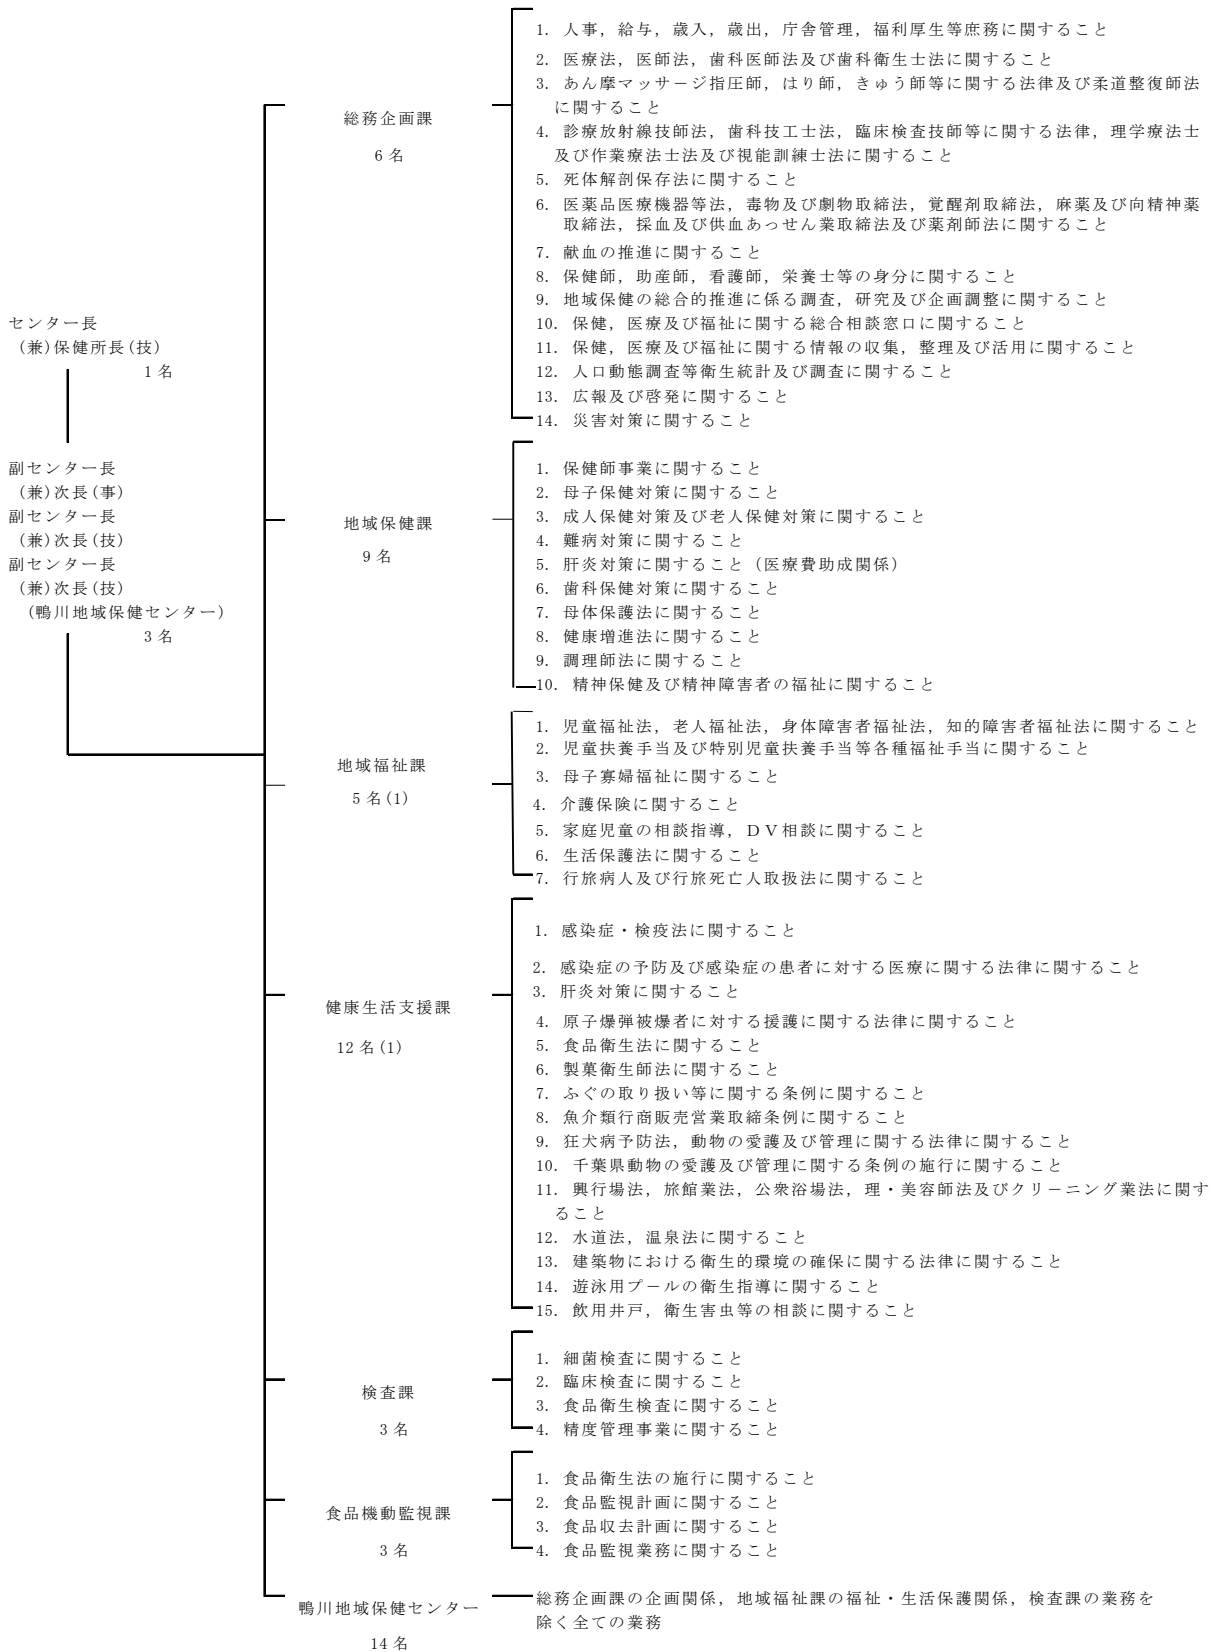 センター長
(兼)保健所長(技)
1名
副センター長
(兼)次長(事)
副センター長
(兼)次長(技)
副センター長
(兼)次長(技)
(鴨川地域保健センター)
3名
総務企画課
6名
1. 人事，給与，歳入，歳出，庁舎管理，福利厚生等庶務に関すること
2. 医療法，医師法，歯科医師法及び歯科衛生士法に関すること
3. あん摩マッサージ指圧師，はり師，きゅう師等に関する法律及び柔道整復師法
に関すること
4. 診療放射線技師法，歯科技工士法，臨床検査技師等に関する法律，理学療法士
及び作業療法士法及び視能訓練士法に関すること
5. 死体解剖保存法に関すること
6. 医薬品医療機器等法，毒物及び劇物取締法，覚醒剤取締法，麻薬及び向精神薬
取締法，採血及び供血あっせん業取締法及び薬剤師法に関すること
7. 献血の推進に関すること
8. 保健師，助産師，看護師，栄養士等の身分に関すること
9. 地域保健の総合的推進に係る調査，研究及び企画調整に関すること
10. 保健，医療及び福祉に関する総合相談窓口に関すること
11. 保健，医療及び福祉に関する情報の収集，整理及び活用に関すること
12. 人口動態調査等衛生統計及び調査に関すること
13. 広報及び啓発に関すること
14. 災害対策に関すること
地域保健課
9名
1. 保健師事業に関すること
2. 母子保健対策に関すること
3. 成人保健対策及び老人保健対策に関すること
4. 難病対策に関すること
5. 肝炎対策に関すること（医療費助成関係）
6. 歯科保健対策に関すること
7. 母体保護法に関すること
8. 健康増進法に関すること
9. 調理師法に関すること
10. 精神保健及び精神障害者の福祉に関すること
地域福祉課
5名(1)
1. 児童福祉法，老人福祉法，身体障害者福祉法，知的障害者福祉法に関すること
2. 児童扶養手当及び特別児童扶養手当等各種福祉手当に関すること
3. 母子寡婦福祉に関すること
4. 介護保険に関すること
5. 家庭児童の相談指導，ＤＶ相談に関すること
6. 生活保護法に関すること
7. 行旅病人及び行旅死亡人取扱法に関すること
健康生活支援課
12名(1)
1. 感染症・検疫法に関すること
2. 感染症の予防及び感染症の患者に対する医療に関する法律に関すること
3. 肝炎対策に関すること
4. 原子爆弾被爆者に対する援護に関する法律に関すること
5. 食品衛生法に関すること
6. 製菓衛生師法に関すること
7. ふぐの取り扱い等に関する条例に関すること
8. 魚介類行商販売営業取締条例に関すること
9. 狂犬病予防法，動物の愛護及び管理に関する法律に関すること
10. 千葉県動物の愛護及び管理に関する条例の施行に関すること
11. 興行場法，旅館業法，公衆浴場法，理・美容師法及びクリーニング業法に関す
ること
12. 水道法，温泉法に関すること
13. 建築物における衛生的環境の確保に関する法律に関すること
14. 遊泳用プールの衛生指導に関すること
15. 飲用井戸，衛生害虫等の相談に関すること
検査課
3名
1. 細菌検査に関すること
2. 臨床検査に関すること
3. 食品衛生検査に関すること
4. 精度管理事業に関すること
食品機動監視課
3名
1. 食品衛生法の施行に関すること
2. 食品監視計画に関すること
3. 食品収去計画に関すること
4. 食品監視業務に関すること
鴨川地域保健センター
14名
総務企画課の企画関係，地域福祉課の福祉・生活保護関係，検査課の業務を
除く全ての業務